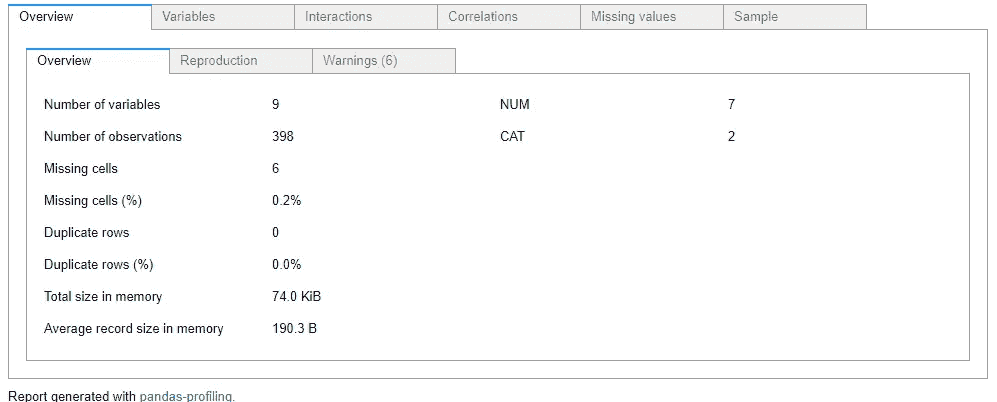 Overview Variables Interactions Correlations Missing values Sample
Overview Reproduction Warnings (6)
Number of variables 9 NUM 7
Number of observations 398 CAT 2
Missing cells 6
Missing cells (%) 0.2%
Duplicate rows 0
Duplicate rows (%) 0.0%
Total size in memory 74.0 KiB
Average record size in memory 190.3 B
Report generated with pandas-profiling.